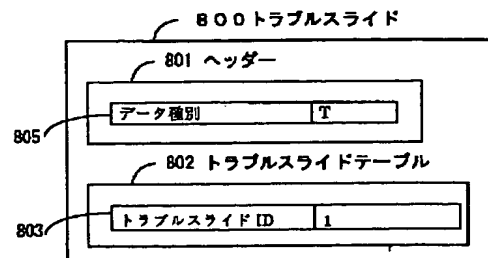 800トラブルスライド
801 ヘッダー
データ種別 T
805
802 トラブルスライドテーブル
トラブルスライドID 1
803